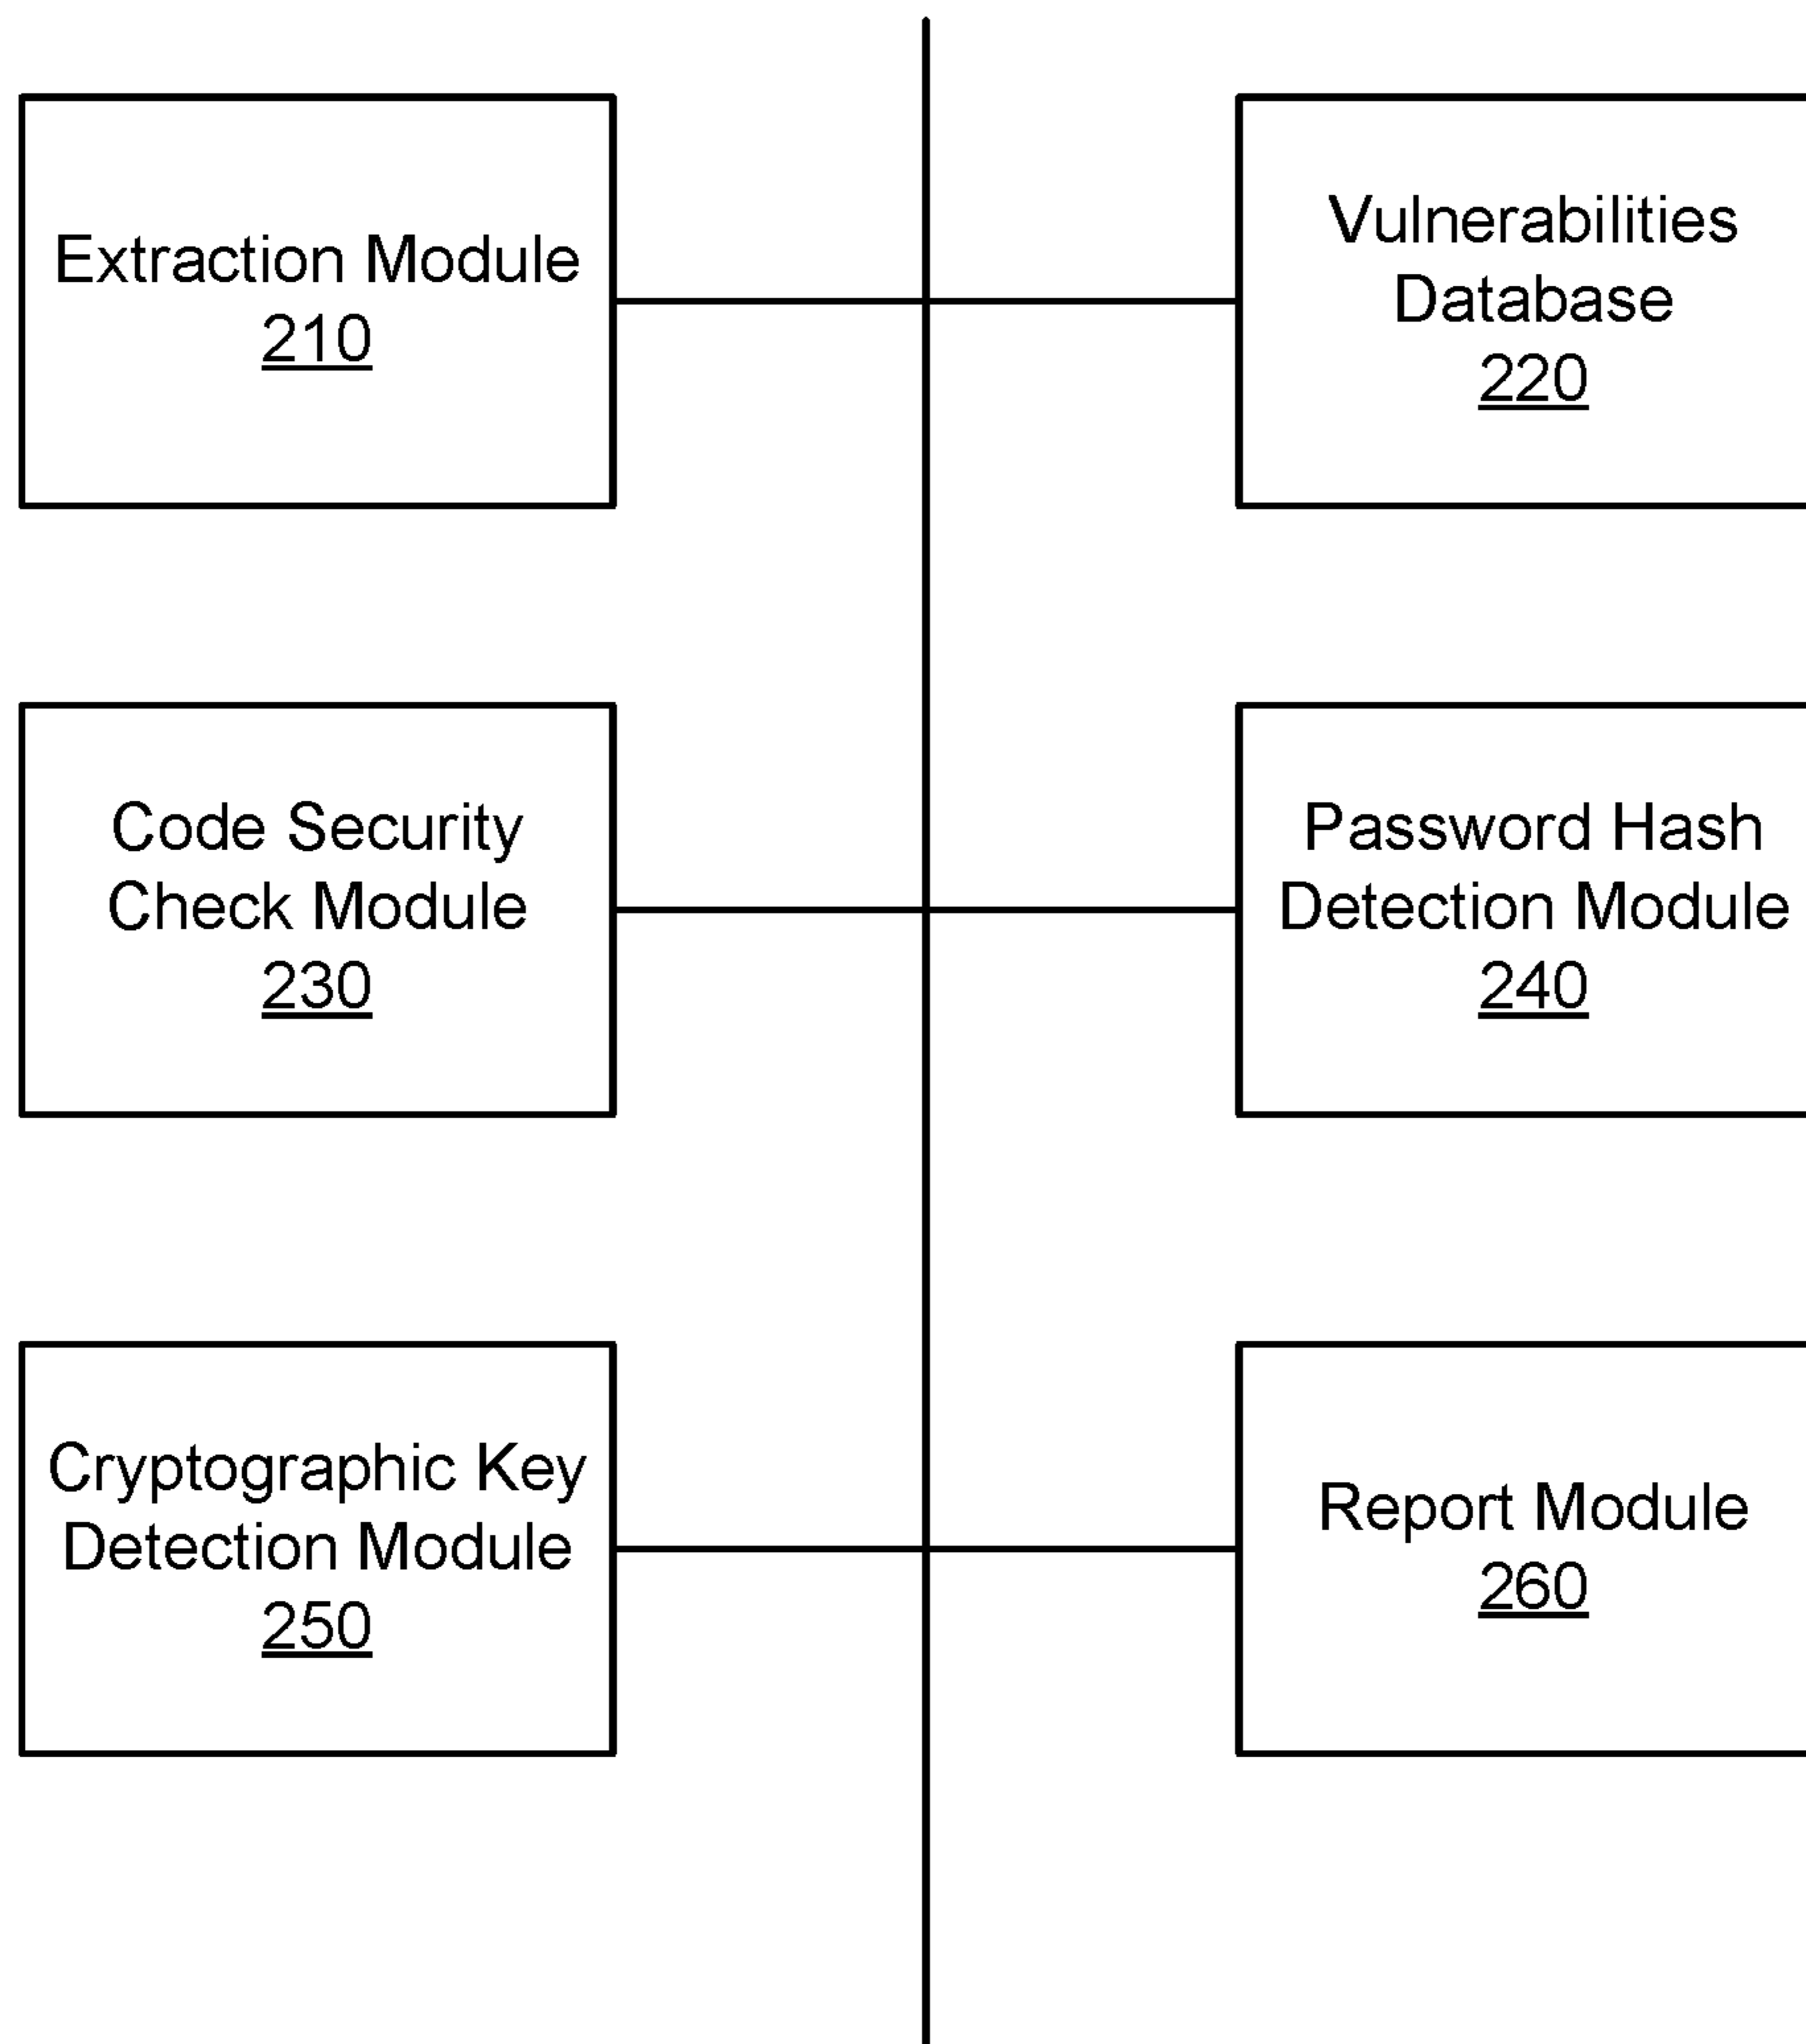 Extraction Module
210
Vulnerabilities
Database
220
Code Security
Check Module
230
Password Hash
Detection Module
240
Cryptographic Key
Detection Module
250
Report Module
260